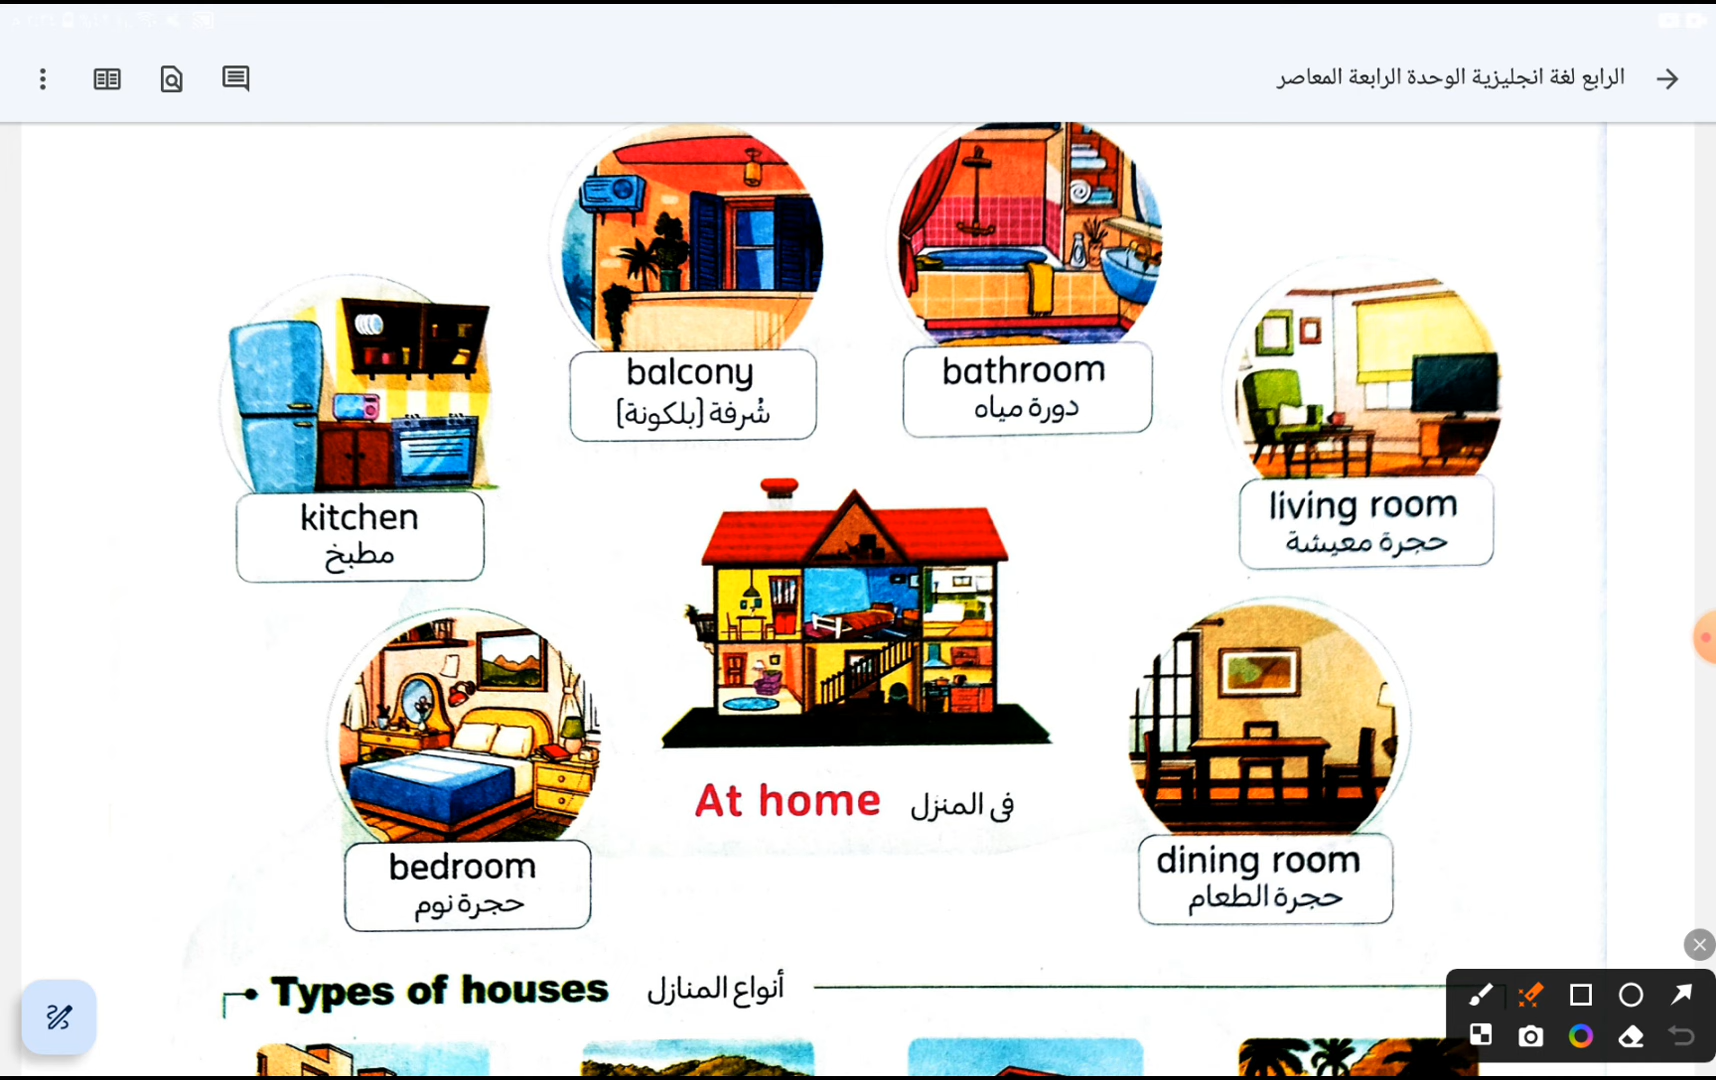 الرابع لغة انجليزية الوحدة الرابعة المعاصر
balcony
شُرفة (بلكونة)
bathroom
دورة مياه
kitchen
مطبخ
living room
حجرة معيشة
At home في المنزل
bedroom
حجرة نوم
dining room
حجرة الطعام
Types of houses أنواع المنازل